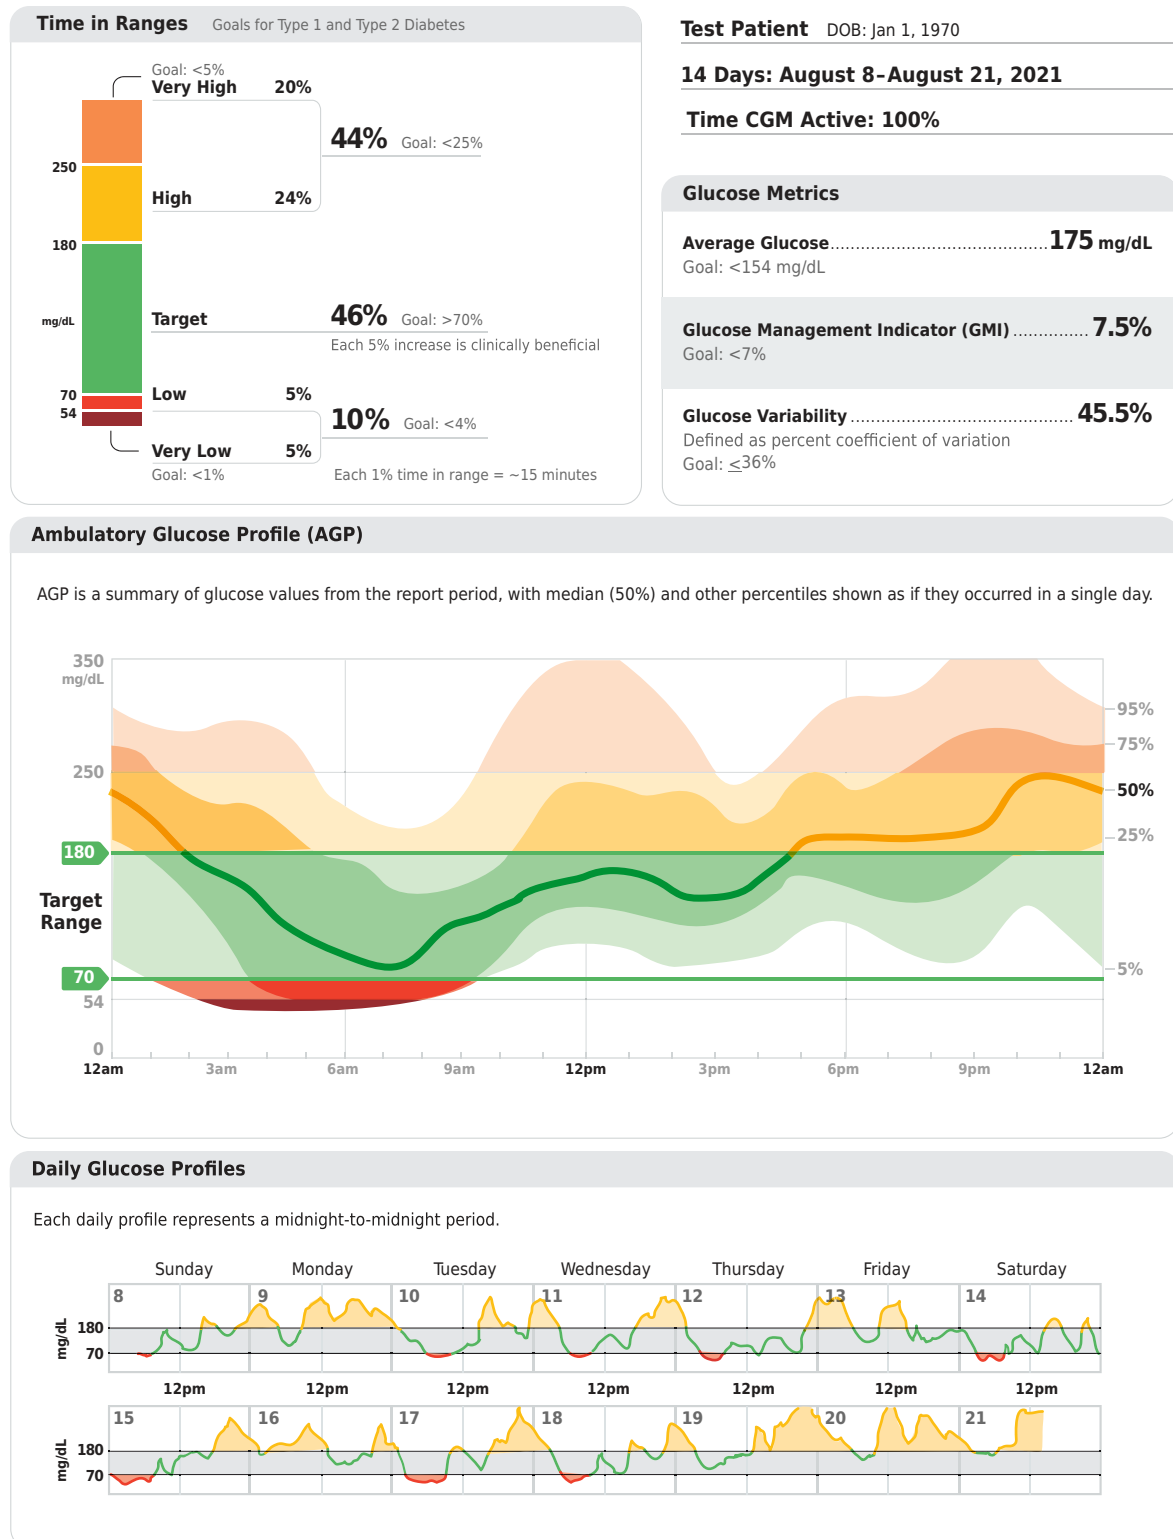 Time in Ranges Goals for Type 1 and Type 2 Diabetes
Goal: <5%
Very High 20%
44% Goal: <25%
250
High 24%
180
mg/dL
Target 46% Goal: >70%
Each 5% increase is clinically beneficial
70
Low 5%
54
10% Goal: <4%
Very Low 5%
Goal: <1%
Each 1% time in range = ~15 minutes
Test Patient DOB: Jan 1, 1970
14 Days: August 8–August 21, 2021
Time CGM Active: 100%
Glucose Metrics
Average Glucose............................................175 mg/dL
Goal: <154 mg/dL
Glucose Management Indicator (GMI)...............7.5%
Goal: <7%
Glucose Variability.............................................45.5%
Defined as percent coefficient of variation
Goal: <36%
Ambulatory Glucose Profile (AGP)
AGP is a summary of glucose values from the report period, with median (50%) and other percentiles shown as if they occurred in a single day.
350
mg/dL
95%
75%
250
50%
25%
180
Target
Range
70
5%
54
0
12am 3am 6am 9am 12pm 3pm 6pm 9pm 12am
Daily Glucose Profiles
Each daily profile represents a midnight-to-midnight period.
Sunday Monday Tuesday Wednesday Thursday Friday Saturday
8 9 10 11 12 13 14
mg/dL
180
70
12pm 12pm 12pm 12pm 12pm 12pm 12pm
15 16 17 18 19 20 21
mg/dL
180
70